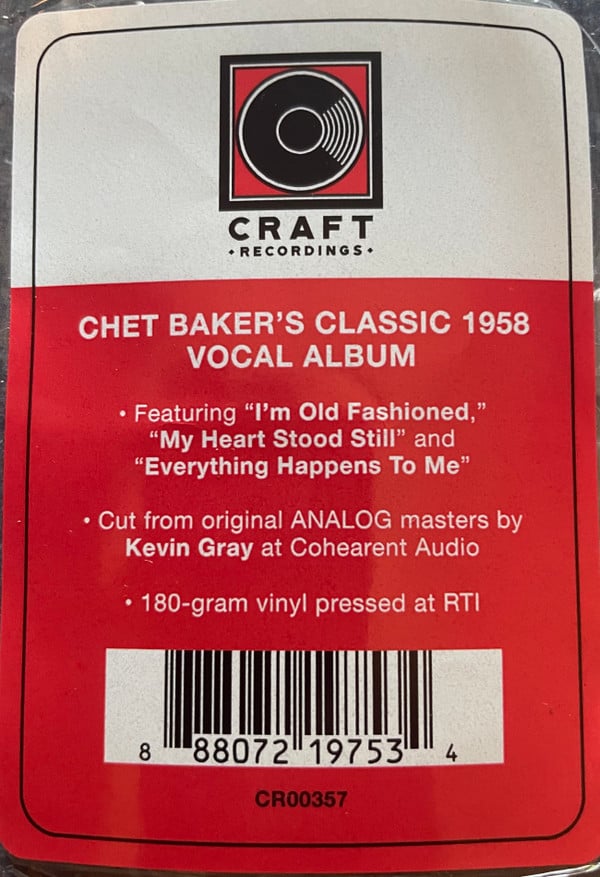 CRAFT
• RECORDINGS •
CHET BAKER'S CLASSIC 1958
VOCAL ALBUM
• Featuring “I'm Old Fashioned,”
“My Heart Stood Still” and
“Everything Happens To Me”
• Cut from original ANALOG masters by
Kevin Gray at Cohearent Audio
• 180-gram vinyl pressed at RTI
8 88072 19753 4
CR00357